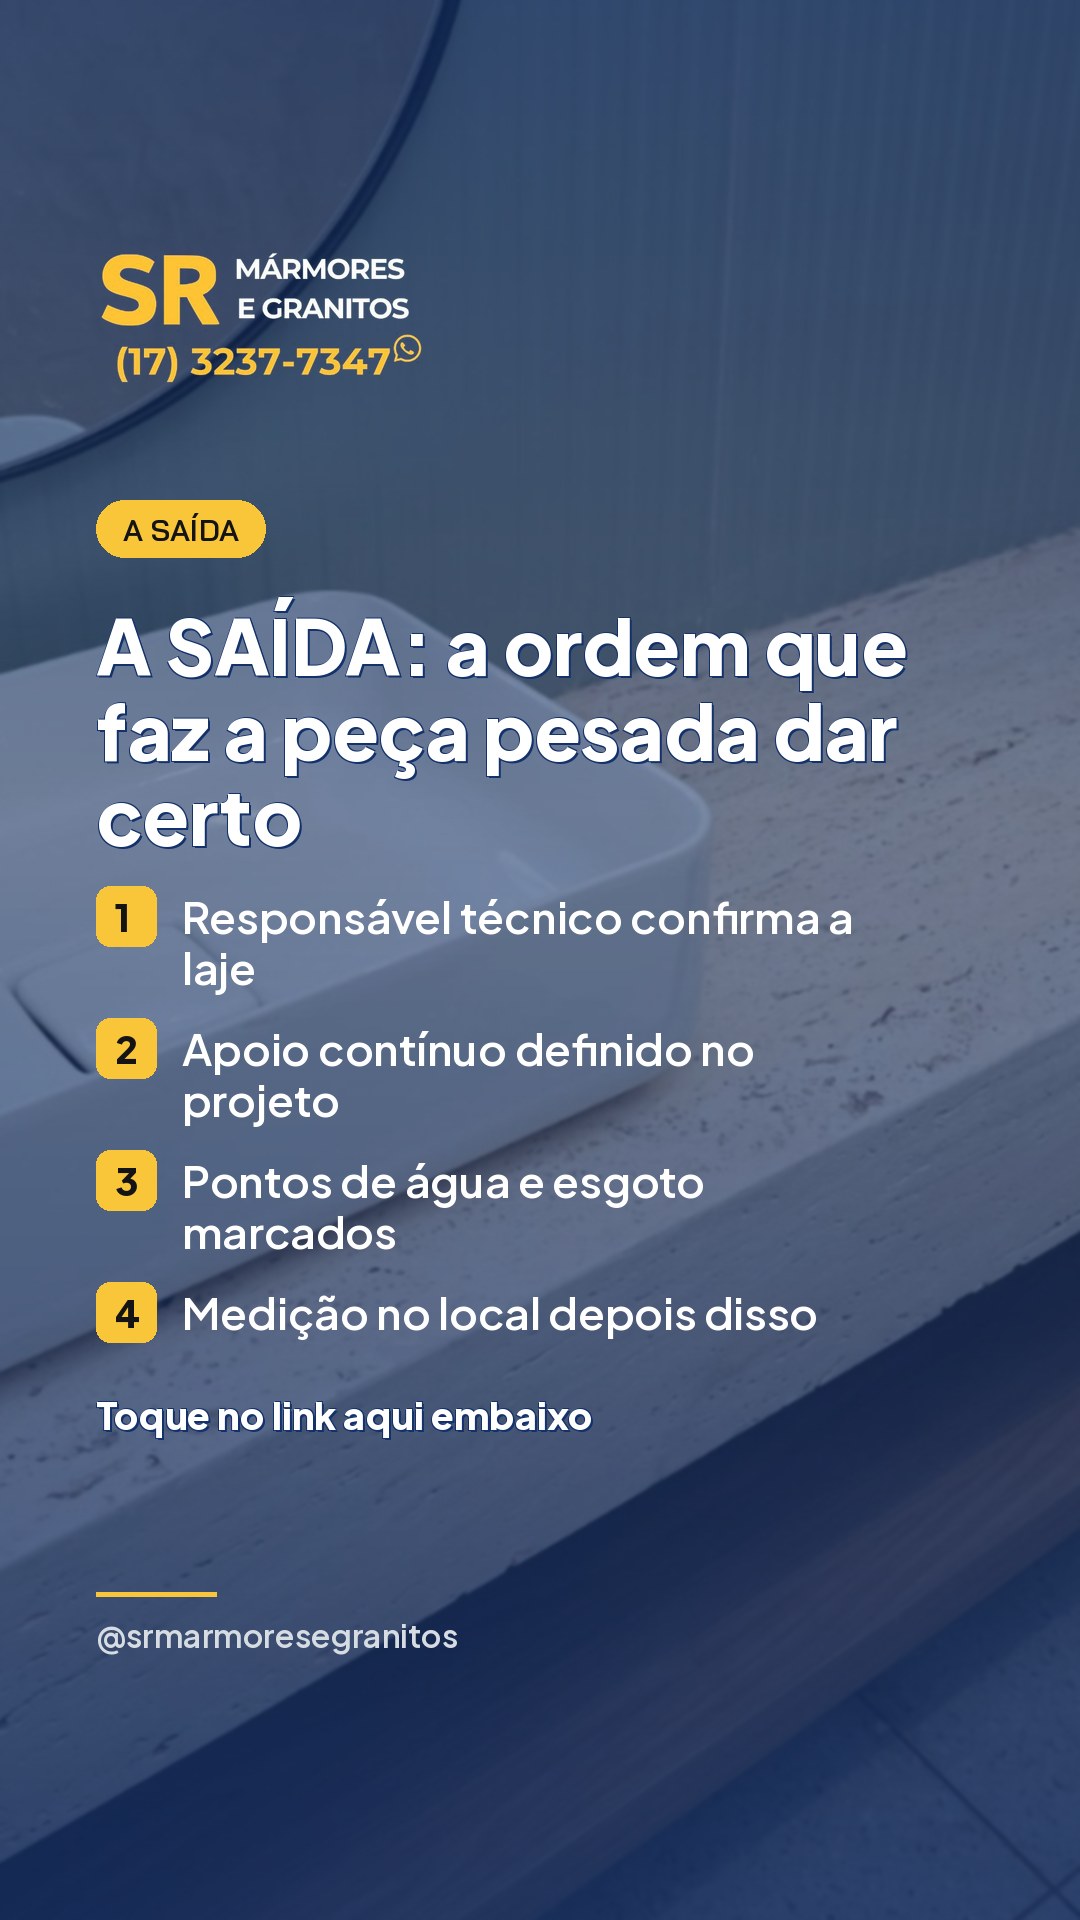 SR MÁRMORES
E GRANITOS
(17) 3237-7347
A SAÍDA
A SAÍDA: a ordem que
faz a peça pesada dar
certo
1 Responsável técnico confirma a
laje
2 Apoio contínuo definido no
projeto
3 Pontos de água e esgoto
marcados
4 Medição no local depois disso
Toque no link aqui embaixo
@srmarmoresegranitos